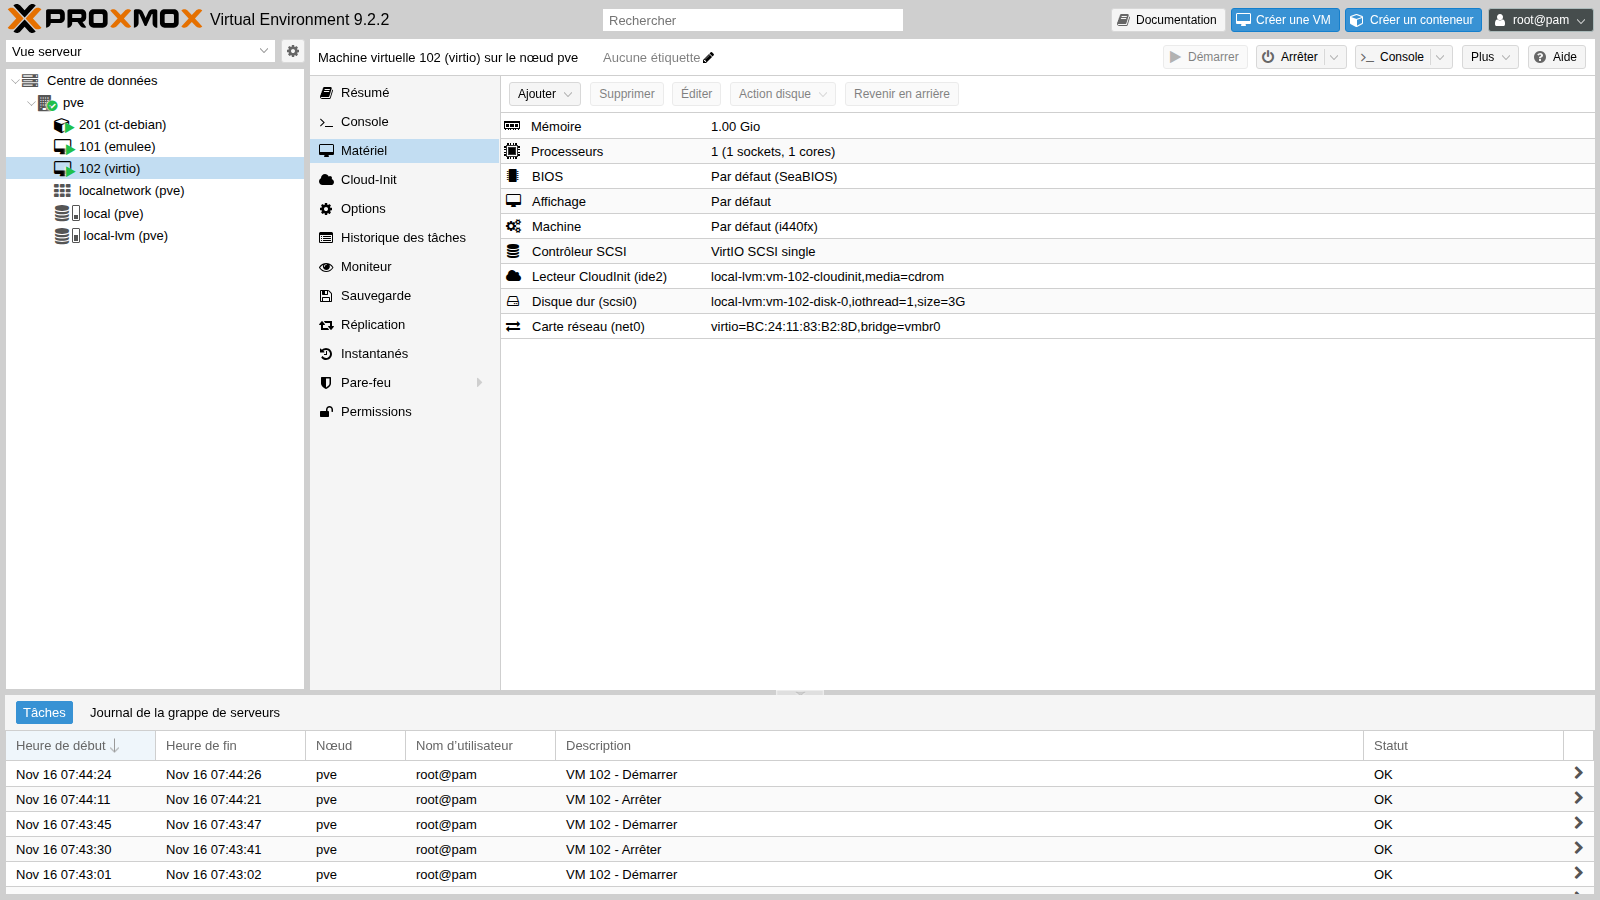 PROXMOX Virtual Environment 9.2.2
Rechercher
Documentation
Créer une VM
Créer un conteneur
root@pam
Vue serveur
Centre de données
pve
201 (ct-debian)
101 (emulee)
102 (virtio)
localnetwork (pve)
local (pve)
local-lvm (pve)
Machine virtuelle 102 (virtio) sur le nœud pve
Aucune étiquette
Démarrer
Arrêter
Console
Plus
Aide
Résumé
Console
Matériel
Cloud-Init
Options
Historique des tâches
Moniteur
Sauvegarde
Réplication
Instantanés
Pare-feu
Permissions
Ajouter
Supprimer
Éditer
Action disque
Revenir en arrière
Mémoire 1.00 Gio
Processeurs 1 (1 sockets, 1 cores)
BIOS Par défaut (SeaBIOS)
Affichage Par défaut
Machine Par défaut (i440fx)
Contrôleur SCSI VirtIO SCSI single
Lecteur CloudInit (ide2) local-lvm:vm-102-cloudinit,media=cdrom
Disque dur (scsi0) local-lvm:vm-102-disk-0,iothread=1,size=3G
Carte réseau (net0) virtio=BC:24:11:83:B2:8D,bridge=vmbr0
Tâches
Journal de la grappe de serveurs
Heure de début Heure de fin Nœud Nom d’utilisateur Description Statut
Nov 16 07:44:24 Nov 16 07:44:26 pve root@pam VM 102 - Démarrer OK
Nov 16 07:44:11 Nov 16 07:44:21 pve root@pam VM 102 - Arrêter OK
Nov 16 07:43:45 Nov 16 07:43:47 pve root@pam VM 102 - Démarrer OK
Nov 16 07:43:30 Nov 16 07:43:41 pve root@pam VM 102 - Arrêter OK
Nov 16 07:43:01 Nov 16 07:43:02 pve root@pam VM 102 - Démarrer OK